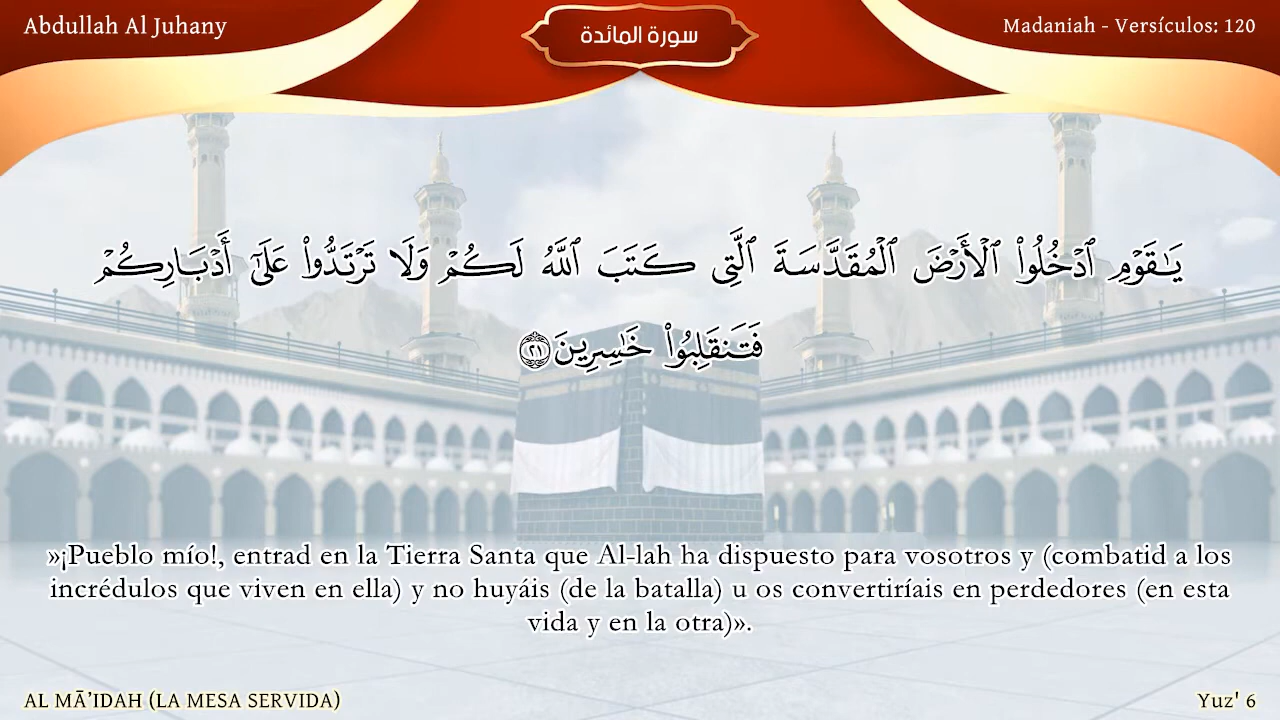 Abdullah Al Juhany
سورة المائدة
Madaniah - Versículos: 120
يَـٰقَوْمِ ٱدْخُلُوا۟ ٱلْأَرْضَ ٱلْمُقَدَّسَةَ ٱلَّتِى كَتَبَ ٱللَّهُ لَكُمْ وَلَا تَرْتَدُّوا۟ عَلَىٰٓ أَدْبَارِكُمْ
فَتَنقَلِبُوا۟ خَـٰسِرِينَ ٢١
»¡Pueblo mío!, entrad en la Tierra Santa que Al-lah ha dispuesto para vosotros y (combatid a los
incrédulos que viven en ella) y no huyáis (de la batalla) u os convertiríais en perdedores (en esta
vida y en la otra)».
AL MĀ’IDAH (LA MESA SERVIDA)
Yuz' 6